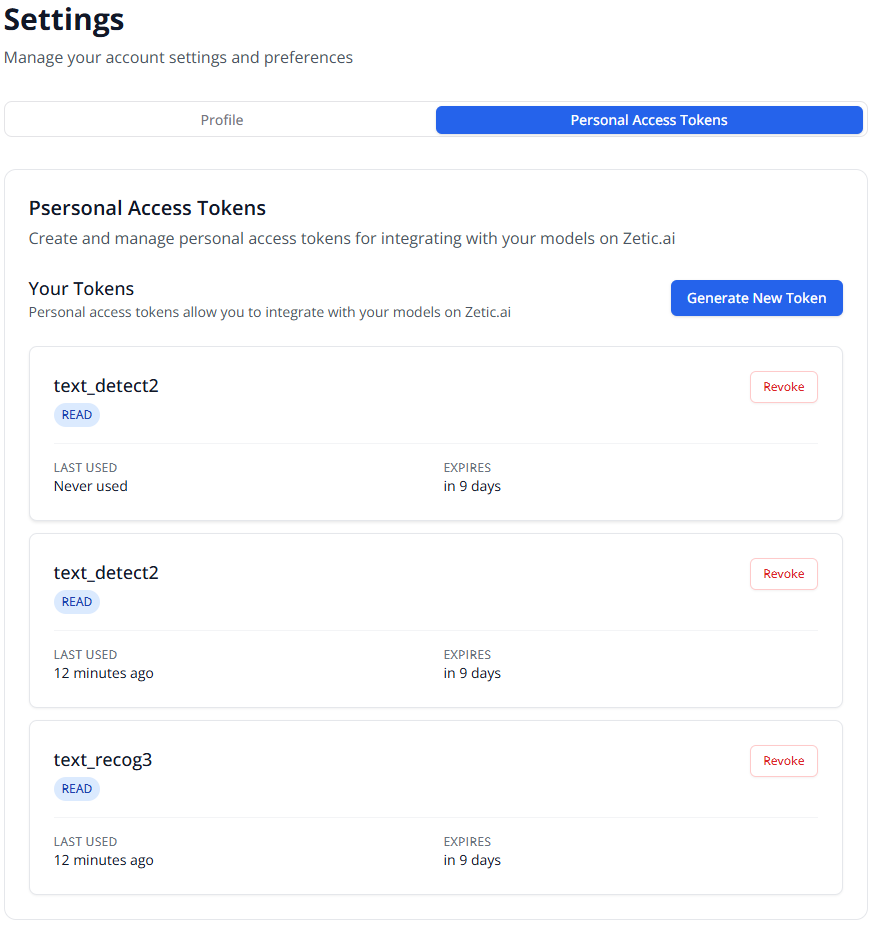 Settings
Manage your account settings and preferences
Profile
Personal Access Tokens
Psersonal Access Tokens
Create and manage personal access tokens for integrating with your models on Zetic.ai
Your Tokens
Personal access tokens allow you to integrate with your models on Zetic.ai
Generate New Token
text_detect2
Revoke
READ
LAST USED
EXPIRES
Never used
in 9 days
text_detect2
Revoke
READ
LAST USED
EXPIRES
12 minutes ago
in 9 days
text_recog3
Revoke
READ
LAST USED
EXPIRES
12 minutes ago
in 9 days